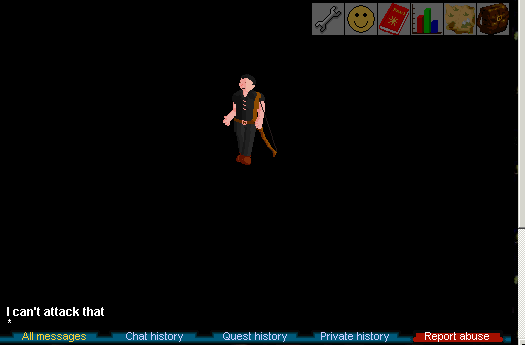 I can't attack that
*
All messages
Chat history
Quest history
Private history
Report abuse